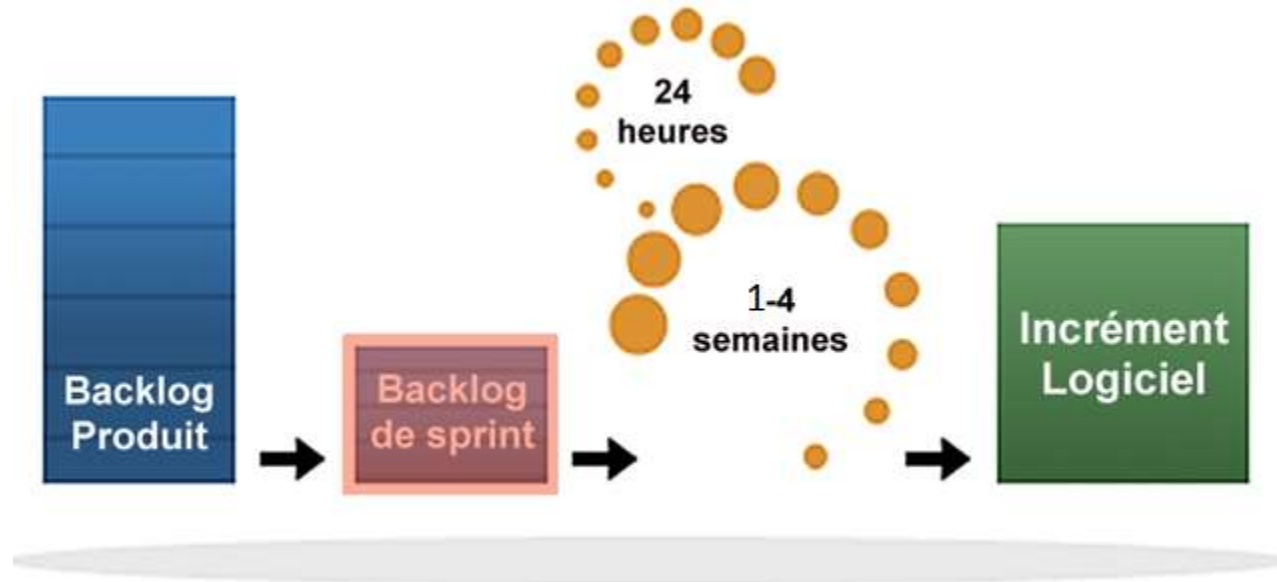 Backlog
Produit
Backlog
de sprint
24
heures
1-4
semaines
Incrément
Logiciel